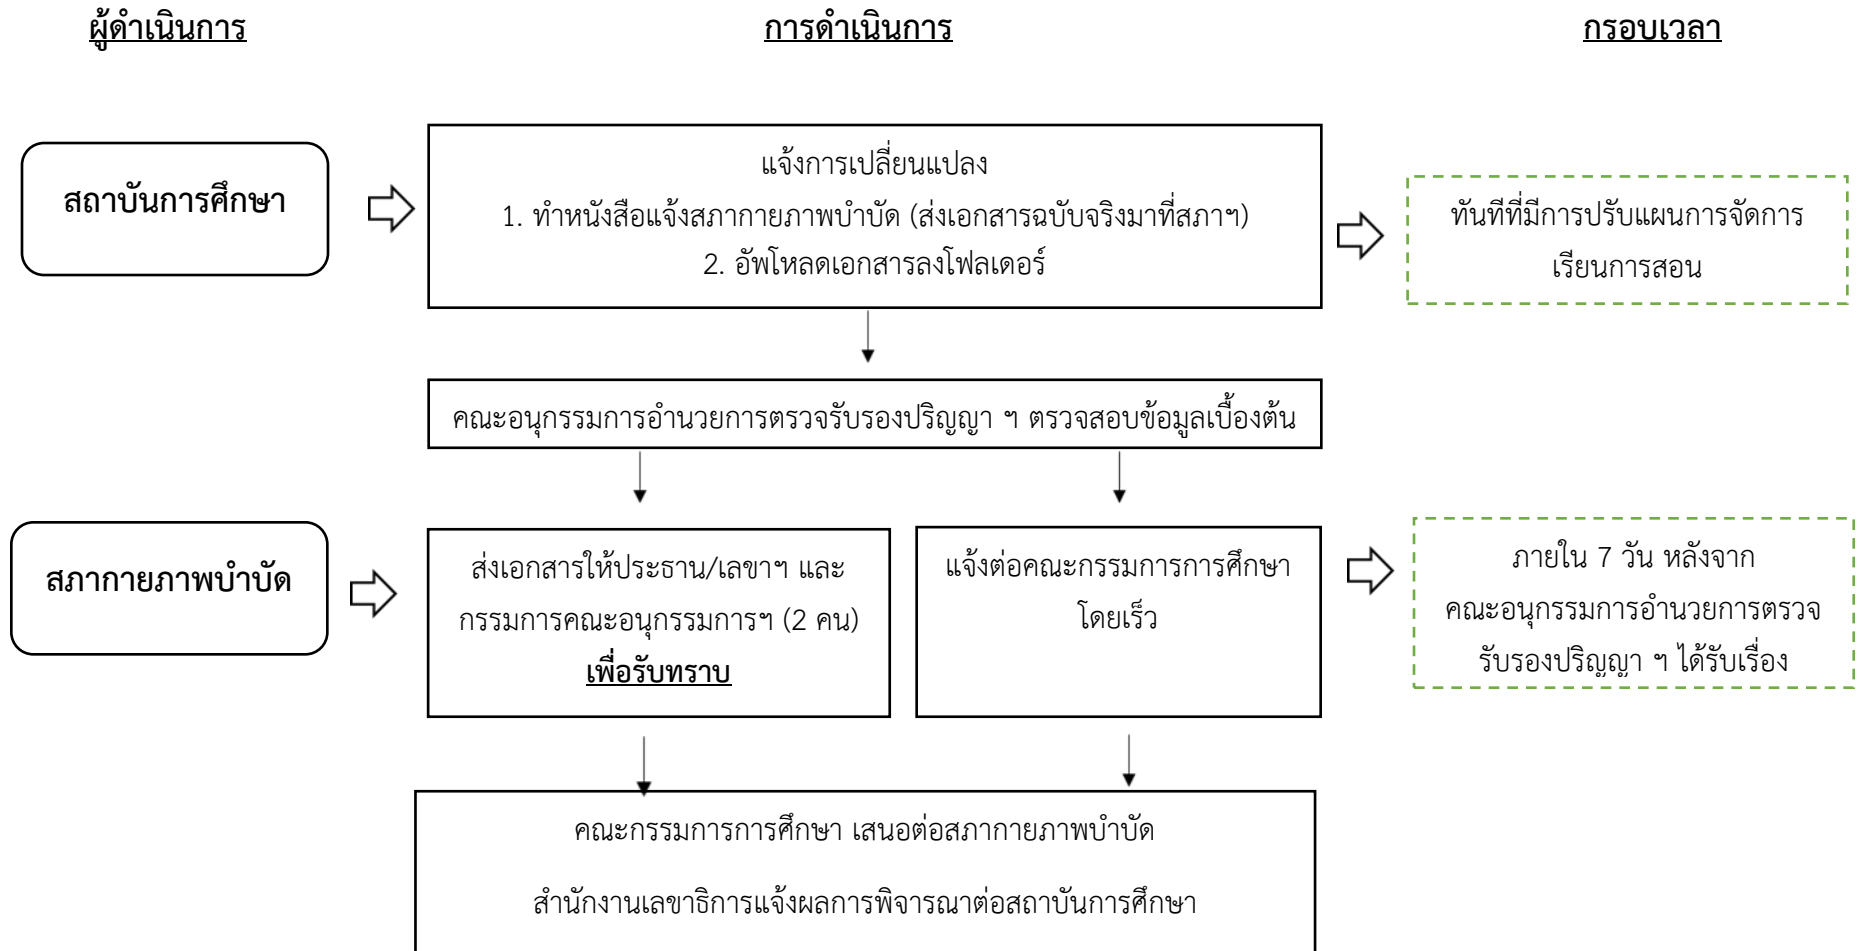 ผู้ดำเนินการ
การดำเนินการ
กรอบเวลา
สถาบันการศึกษา
แจ้งการเปลี่ยนแปลง
1. ทำหนังสือแจ้งสภากายภาพบำบัด (ส่งเอกสารฉบับจริงมาที่สภาฯ)
2. อัพโหลดเอกสารลงโฟลเดอร์
ทันทีที่มีการปรับแผนการจัดการ
เรียนการสอน
คณะอนุกรรมการอำนวยการตรวจรับรองปริญญา ฯ ตรวจสอบข้อมูลเบื้องต้น
สภากายภาพบำบัด
ส่งเอกสารให้ประธาน/เลขาฯ และ
กรรมการคณะอนุกรรมการฯ (2 คน)
เพื่อรับทราบ
แจ้งต่อคณะกรรมการการศึกษา
โดยเร็ว
ภายใน 7 วัน หลังจาก
คณะอนุกรรมการอำนวยการตรวจ
รับรองปริญญา ฯ ได้รับเรื่อง
คณะกรรมการการศึกษา เสนอต่อสภากายภาพบำบัด
สำนักงานเลขาธิการแจ้งผลการพิจารณาต่อสถาบันการศึกษา